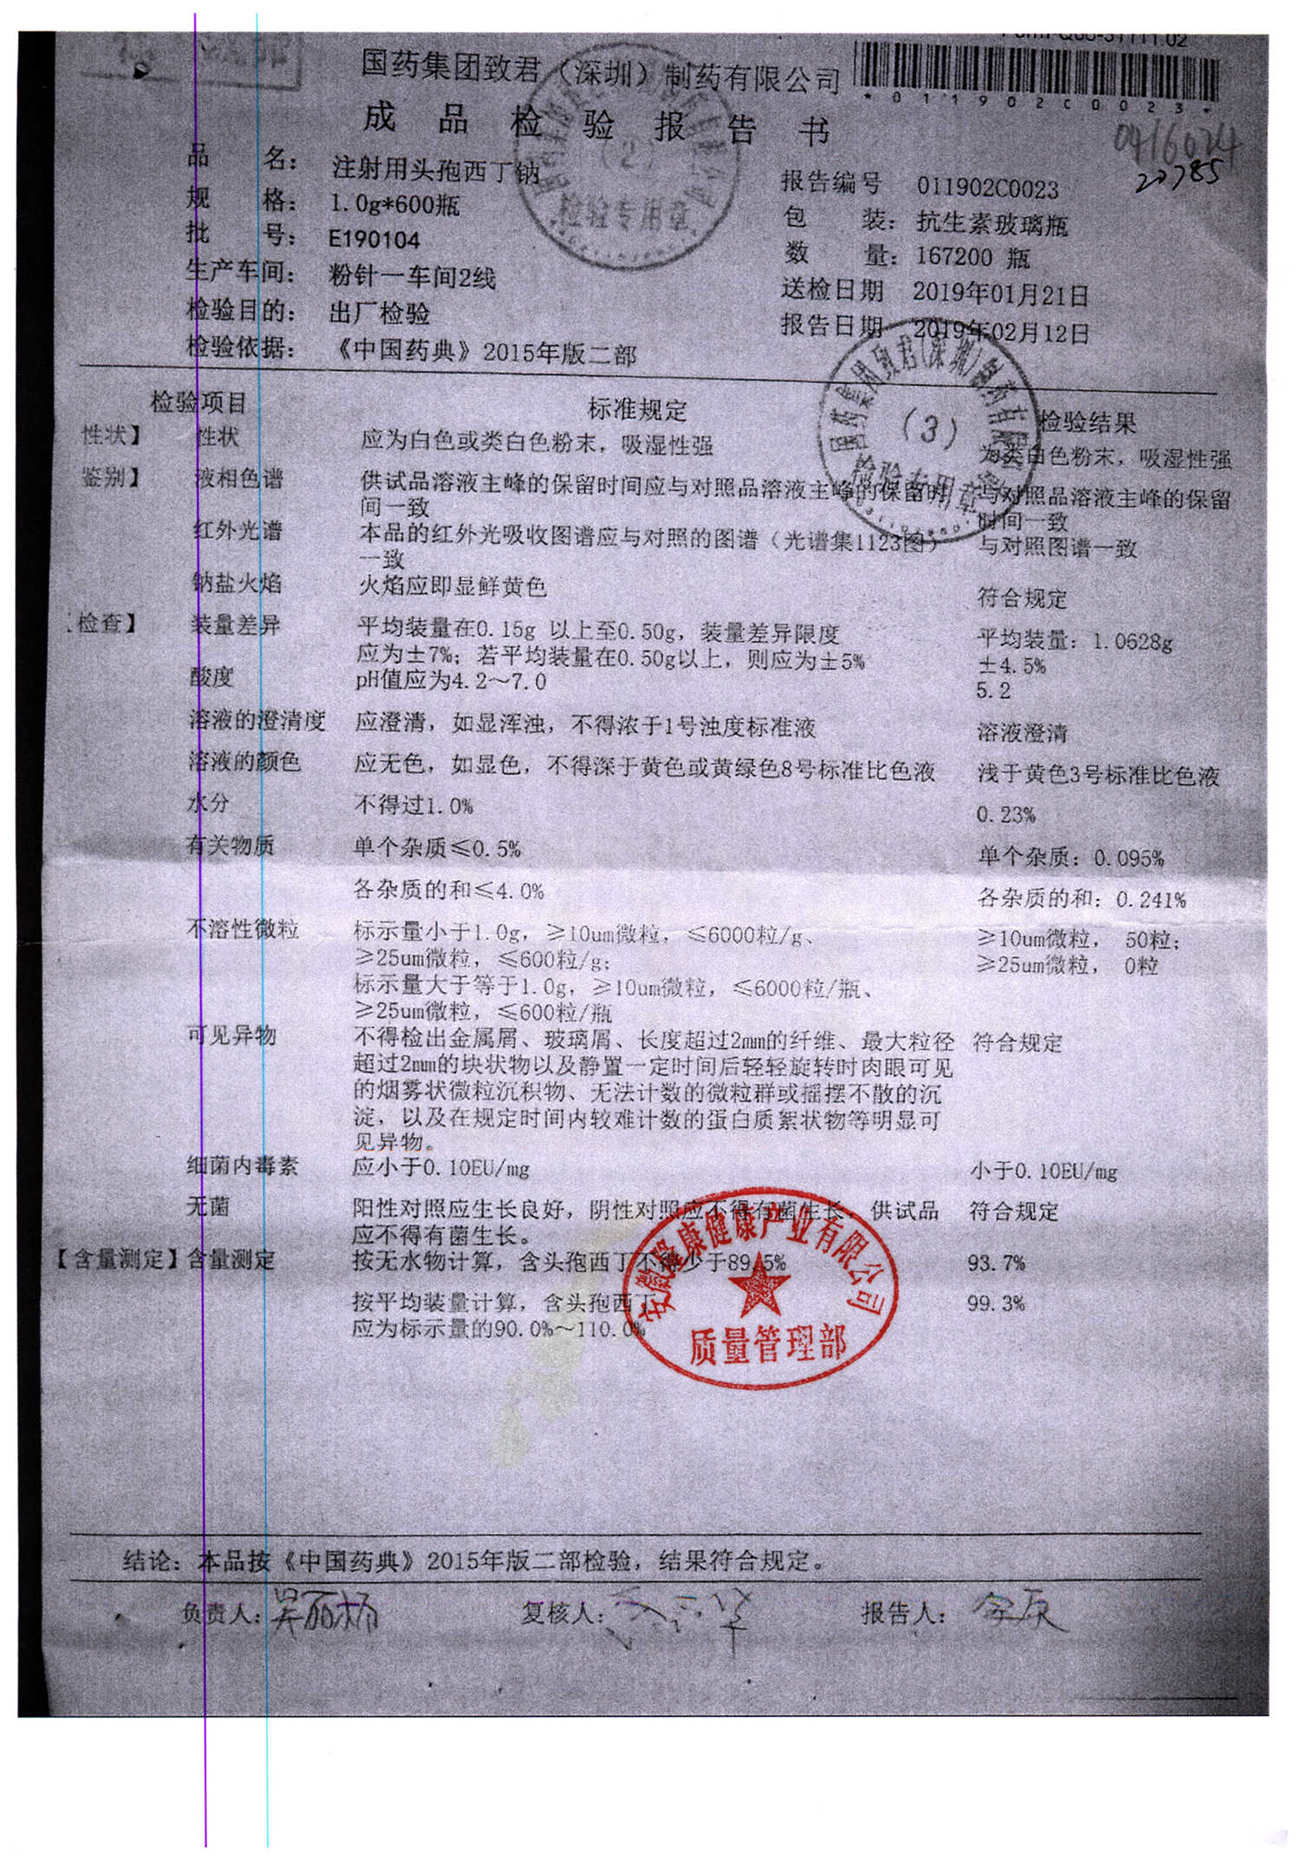 国药集团致君（深圳）制药有限公司
*011902C0023*
成品检验报告书
20785
品 名： 注射用头孢西丁钠
报告编号 011902C0023
规 格： 1.0g*600瓶
包 装： 抗生素玻璃瓶
批 号： E190104
数 量： 167200 瓶
生产车间： 粉针一车间2线
送检日期 2019年01月21日
检验目的： 出厂检验
报告日期 2019年02月12日
检验依据： 《中国药典》2015年版二部
检验专用章
（2）
国药集团致君（深圳）制药有限公司
（3）
检验专用章
检验项目 标准规定 检验结果
性状】 性状 应为白色或类白色粉末，吸湿性强 为类白色粉末，吸湿性强
鉴别】 液相色谱 供试品溶液主峰的保留时间应与对照品溶液主峰的保留时 与对照品溶液主峰的保留
间一致 时间一致
红外光谱 本品的红外光吸收图谱应与对照的图谱（光谱集1123图） 与对照图谱一致
一致
钠盐火焰 火焰应即显鲜黄色 符合规定
检查】 装量差异 平均装量在0.15g 以上至0.50g，装量差异限度 平均装量：1.0628g
应为±7%；若平均装量在0.50g以上，则应为±5% ±4.5%
酸度 pH值应为4.2～7.0 5.2
溶液的澄清度 应澄清，如显浑浊，不得浓于1号浊度标准液 溶液澄清
溶液的颜色 应无色，如显色，不得深于黄色或黄绿色8号标准比色液 浅于黄色3号标准比色液
水分 不得过1.0% 0.23%
有关物质 单个杂质≤0.5% 单个杂质：0.095%
各杂质的和≤4.0% 各杂质的和：0.241%
不溶性微粒 标示量小于1.0g，≥10um微粒，≤6000粒/g、 ≥10um微粒， 50粒；
≥25um微粒，≤600粒/g； ≥25um微粒， 0粒
标示量大于等于1.0g，≥10um微粒，≤6000粒/瓶、
≥25um微粒，≤600粒/瓶
可见异物 不得检出金属屑、玻璃屑、长度超过2mm的纤维、最大粒径 符合规定
超过2mm的块状物以及静置一定时间后轻轻旋转时肉眼可见
的烟雾状微粒沉积物、无法计数的微粒群或摇摆不散的沉
淀，以及在规定时间内较难计数的蛋白质絮状物等明显可
见异物。
细菌内毒素 应小于0.10EU/mg 小于0.10EU/mg
无菌 阳性对照应生长良好，阴性对照应不得有菌生长，供试品 符合规定
应不得有菌生长。
【含量测定】 含量测定 按无水物计算，含头孢西丁不得少于89.5% 93.7%
按平均装量计算，含头孢西丁 99.3%
应为标示量的90.0%～110.0%
康健康产业有限公司
质量管理部
结论：本品按《中国药典》2015年版二部检验，结果符合规定。
负责人： 复核人： 报告人：